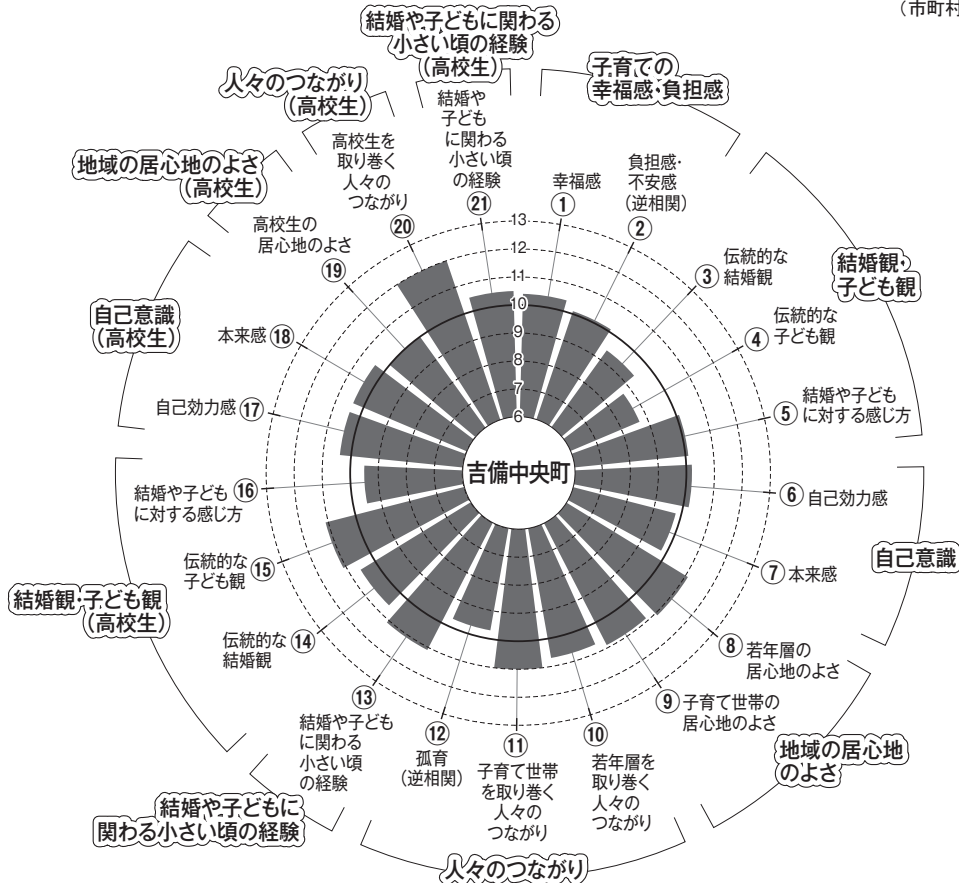 (市町村
結婚や子どもに関わる
小さい頃の経験
(高校生)
子育ての
幸福感・負担感
人々のつながり
(高校生)
地域の居心地のよさ
(高校生)
自己意識
(高校生)
結婚観・
子ども観
自己意識
地域の居心地
のよさ
人々のつながり
結婚や子どもに
関わる小さい頃の経験
結婚観・子ども観
(高校生)
幸福感
①
負担感・
不安感
(逆相関)
②
③ 伝統的な
結婚観
④ 伝統的な
子ども観
⑤ 結婚や子ども
に対する感じ方
⑥ 自己効力感
⑦ 本来感
⑧ 若年層の
居心地のよさ
⑨ 子育て世帯の
居心地のよさ
⑩
若年層を
取り巻く
人々の
つながり
⑪
子育て世帯
を取り巻く
人々の
つながり
⑫
孤育
(逆相関)
⑬
結婚や子ども
に関わる
小さい頃
の経験
伝統的な ⑭
結婚観
伝統的な ⑮
子ども観
結婚や子ども ⑯
に対する感じ方
自己効力感 ⑰
本来感 ⑱
高校生の
居心地のよさ
⑲
高校生を
取り巻く
人々の
つながり
⑳
結婚や
子ども
に関わる
小さい頃
の経験
㉑
13
12
11
10
9
8
7
6
吉備中央町